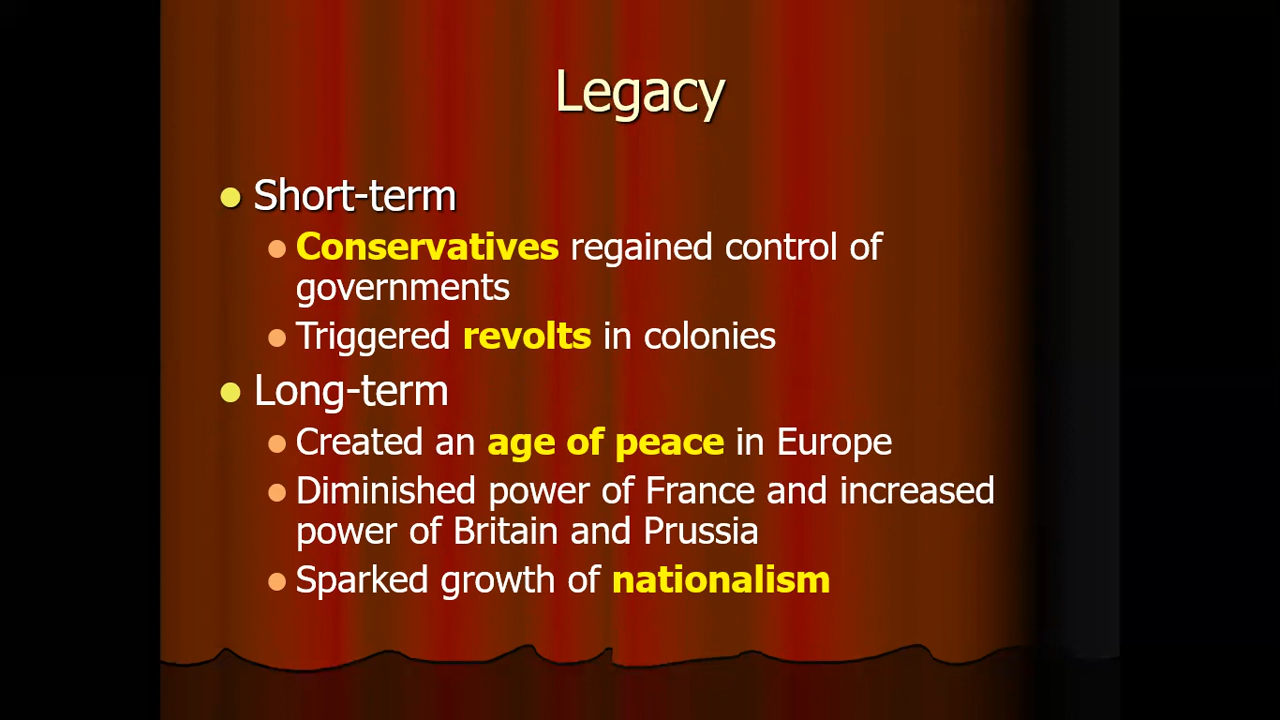 Legacy
Short-term
Conservatives regained control of
governments
Triggered revolts in colonies
Long-term
Created an age of peace in Europe
Diminished power of France and increased
power of Britain and Prussia
Sparked growth of nationalism